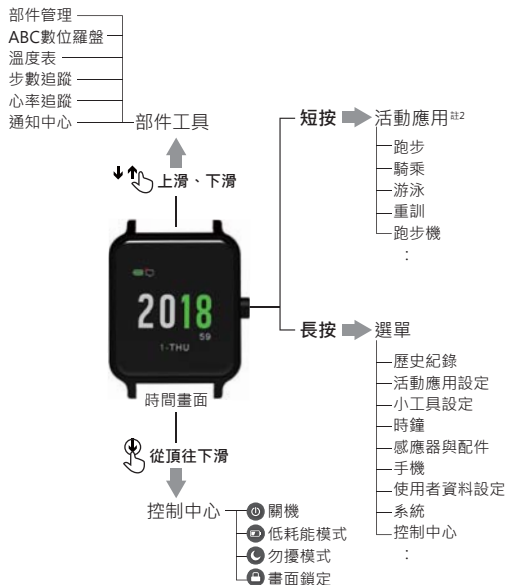 部件管理
ABC數位羅盤
溫度表
步數追蹤
心率追蹤
通知中心
部件工具
上滑、下滑
2018
59
1-THU
時間畫面
從頂往下滑
控制中心
關機
低耗能模式
勿擾模式
畫面鎖定
短按
活動應用註2
跑步
騎乘
游泳
重訓
跑步機
:
長按
選單
歷史紀錄
活動應用設定
小工具設定
時鐘
感應器與配件
手機
使用者資料設定
系統
控制中心
: